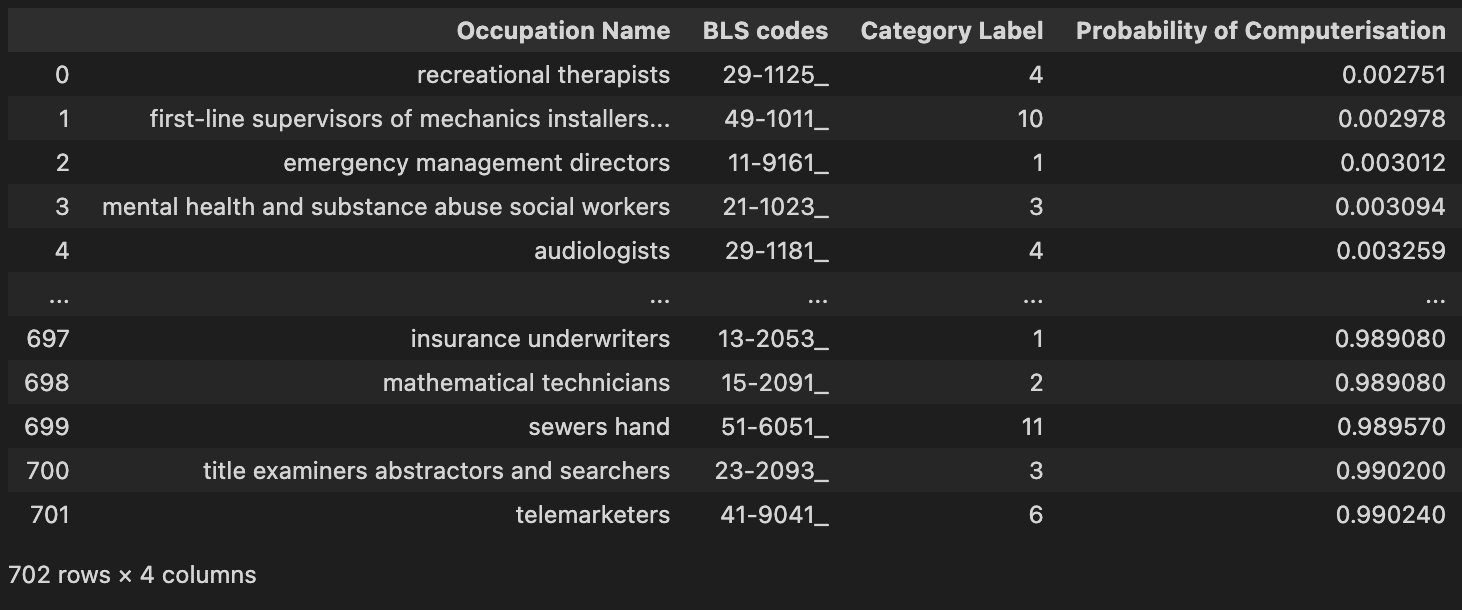 Occupation Name BLS codes Category Label Probability of Computerisation
0 recreational therapists 29-1125_ 4 0.002751
1 first-line supervisors of mechanics installers... 49-1011_ 10 0.002978
2 emergency management directors 11-9161_ 1 0.003012
3 mental health and substance abuse social workers 21-1023_ 3 0.003094
4 audiologists 29-1181_ 4 0.003259
... ... ... ... ...
697 insurance underwriters 13-2053_ 1 0.989080
698 mathematical technicians 15-2091_ 2 0.989080
699 sewers hand 51-6051_ 11 0.989570
700 title examiners abstractors and searchers 23-2093_ 3 0.990200
701 telemarketers 41-9041_ 6 0.990240
702 rows × 4 columns